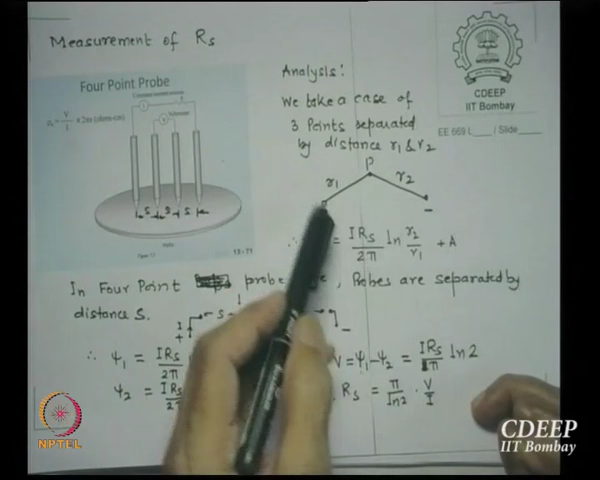 Measurement of Rs
Four Point Probe
V
I
Analysis:
We take a case of
3 Points separated
by distance r1 & r2
P
r1
r2
S S S
13-71
∴ = IRs/2π ln r2/r1 + A
In Four Point probe , Probes are separated by
distance S.
I
+
← S
-
∴ Ψ1 = IRs/2π
V = Ψ1-Ψ2 = IRs/π ln 2
Ψ2 = IRs
Rs = π/ln2 · V/I
CDEEP
IIT Bombay
EE 669 L___ / Slide___
NPTEL
CDEEP
IIT Bombay